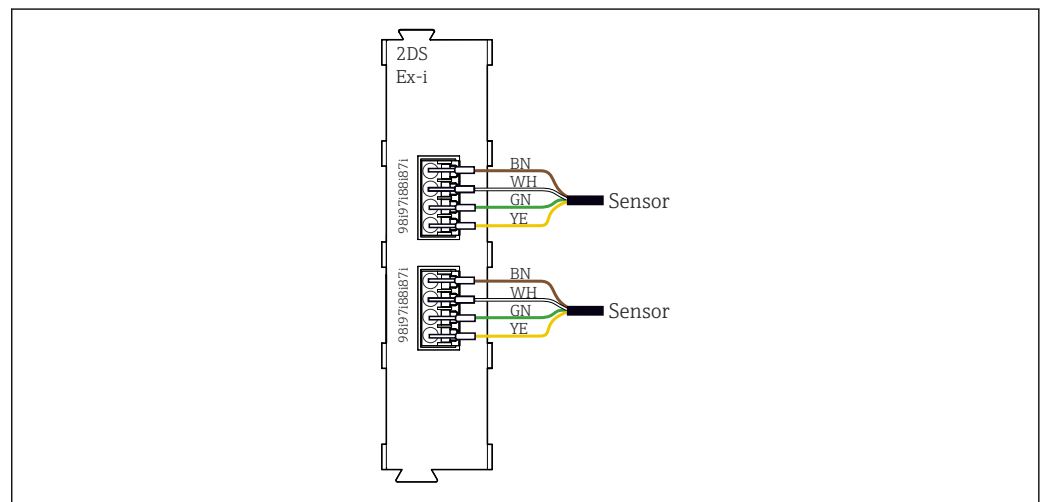 2DS
Ex-i
98i97i88i87i
BN
WH
GN
YE
Sensor
98i97i88i87i
BN
WH
GN
YE
Sensor